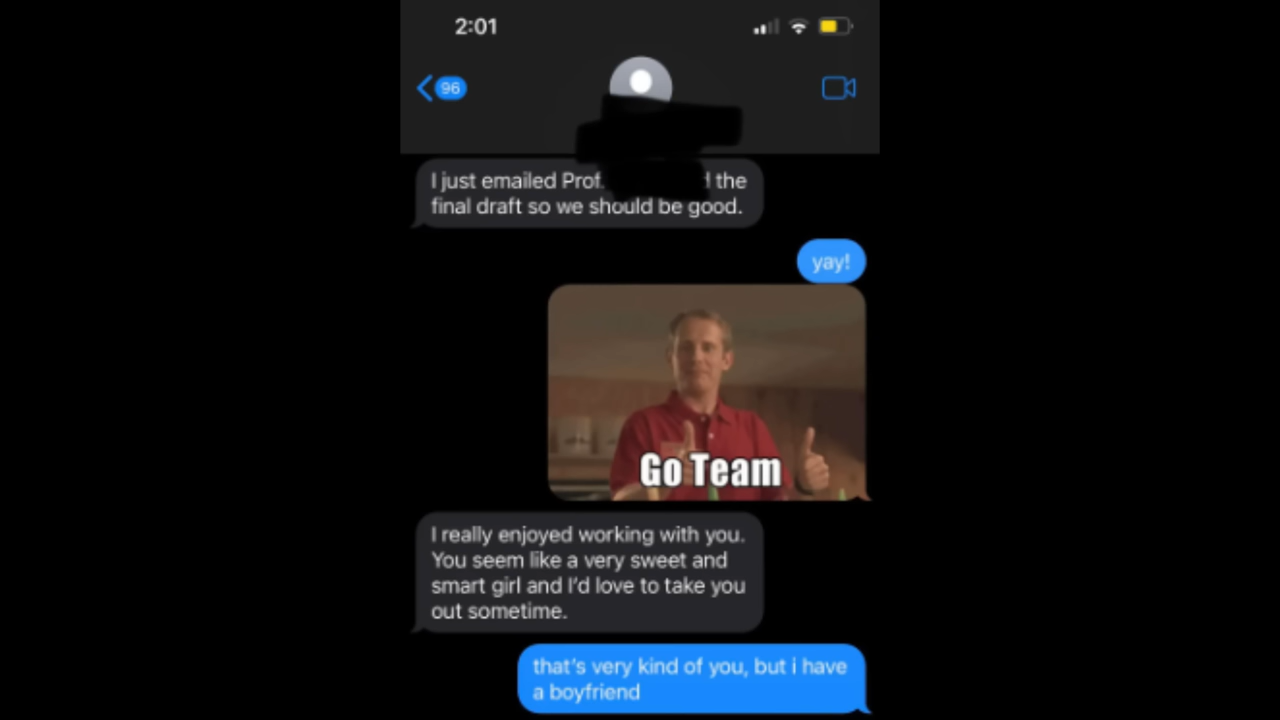 2:01
96
I just emailed Prof. the
final draft so we should be good.
yay!
Go Team
I really enjoyed working with you.
You seem like a very sweet and
smart girl and I'd love to take you
out sometime.
that's very kind of you, but i have
a boyfriend